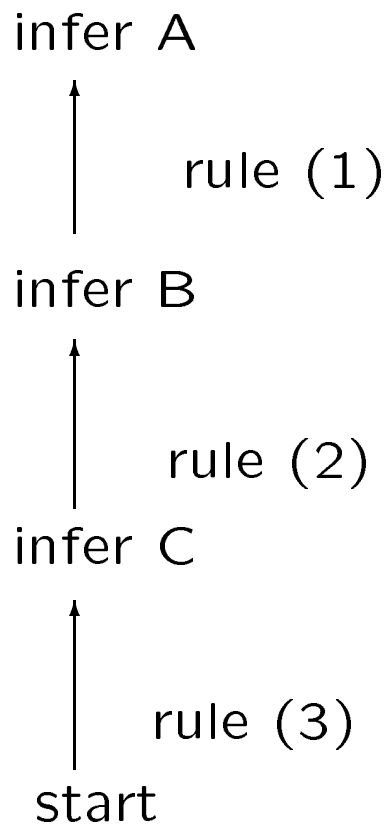 infer A
rule (1)
infer B
rule (2)
infer C
rule (3)
start